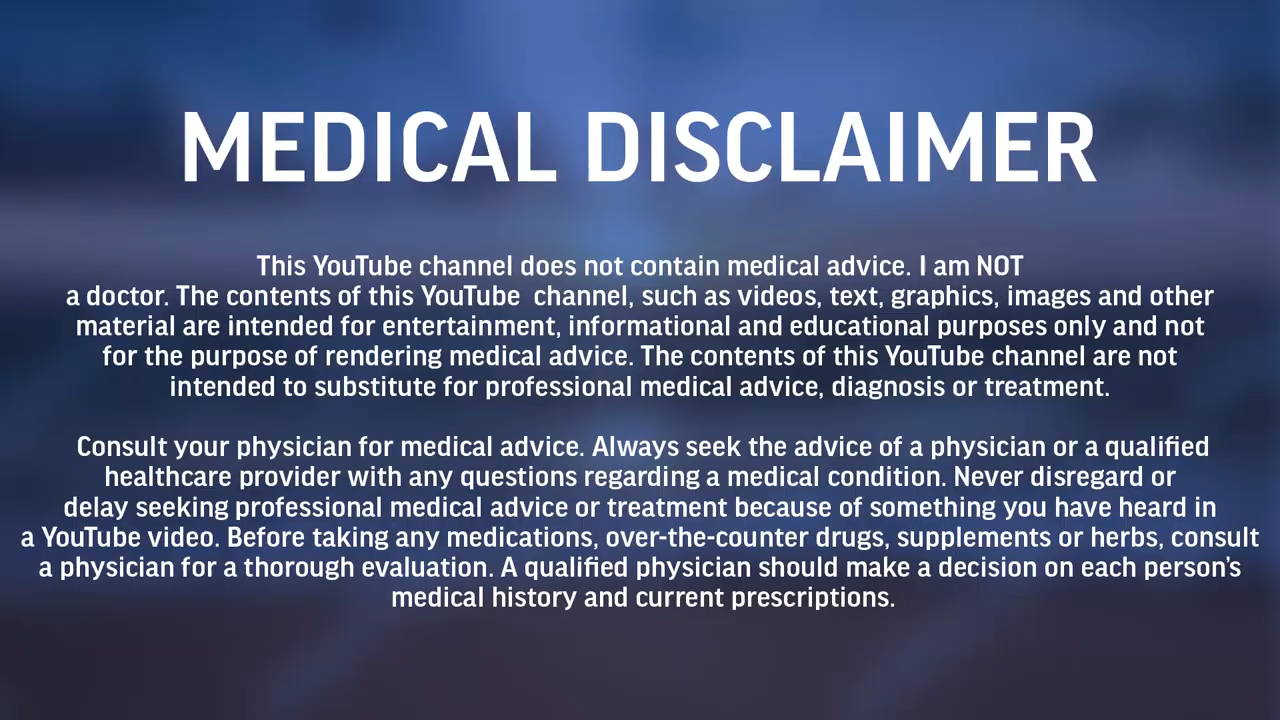 MEDICAL DISCLAIMER
This YouTube channel does not contain medical advice. I am NOT
a doctor. The contents of this YouTube  channel, such as videos, text, graphics, images and other
material are intended for entertainment, informational and educational purposes only and not
for the purpose of rendering medical advice. The contents of this YouTube channel are not
intended to substitute for professional medical advice, diagnosis or treatment.
Consult your physician for medical advice. Always seek the advice of a physician or a qualified
healthcare provider with any questions regarding a medical condition. Never disregard or
delay seeking professional medical advice or treatment because of something you have heard in
a YouTube video. Before taking any medications, over-the-counter drugs, supplements or herbs, consult
a physician for a thorough evaluation. A qualified physician should make a decision on each person’s
medical history and current prescriptions.